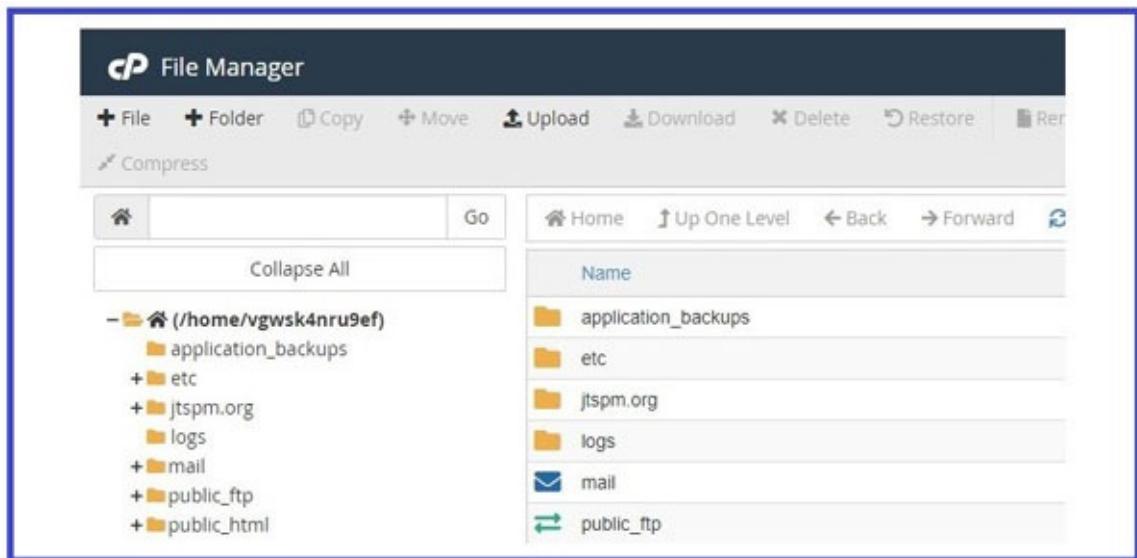 cP File Manager
+ File + Folder Copy Move Upload Download Delete Restore Ren
Compress
Go
Collapse All
Home Up One Level Back Forward
Name
(/home/vgwsk4nru9ef)
application_backups
etc
jtspm.org
logs
mail
public_ftp
public_html
application_backups
etc
jtspm.org
logs
mail
public_ftp